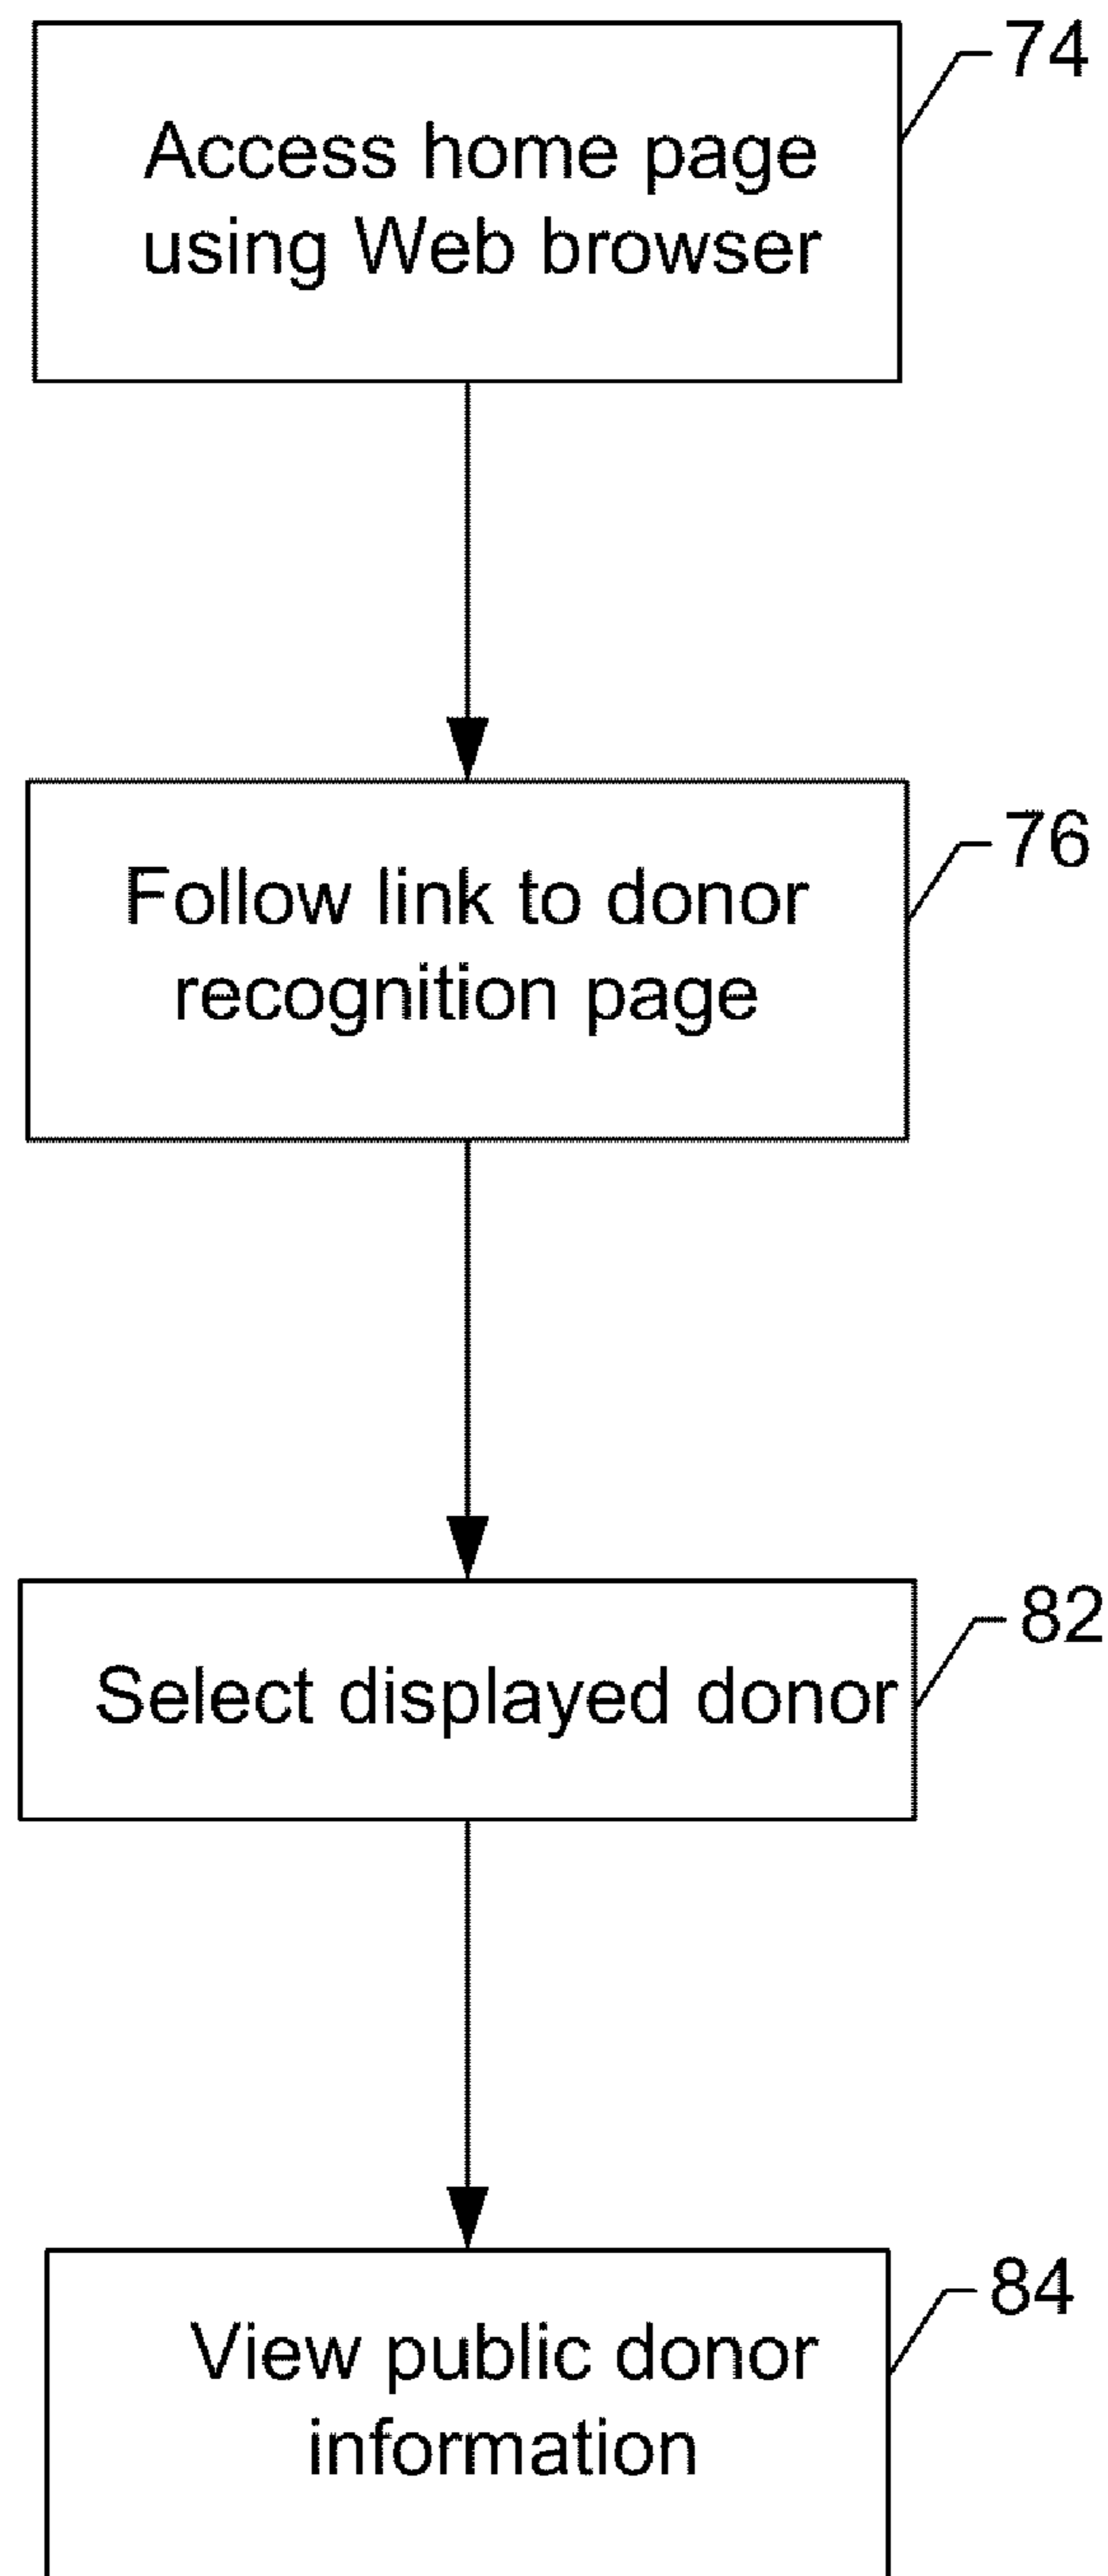 74
Access home page
using Web browser
76
Follow link to donor
recognition page
82
Select displayed donor
84
View public donor
information